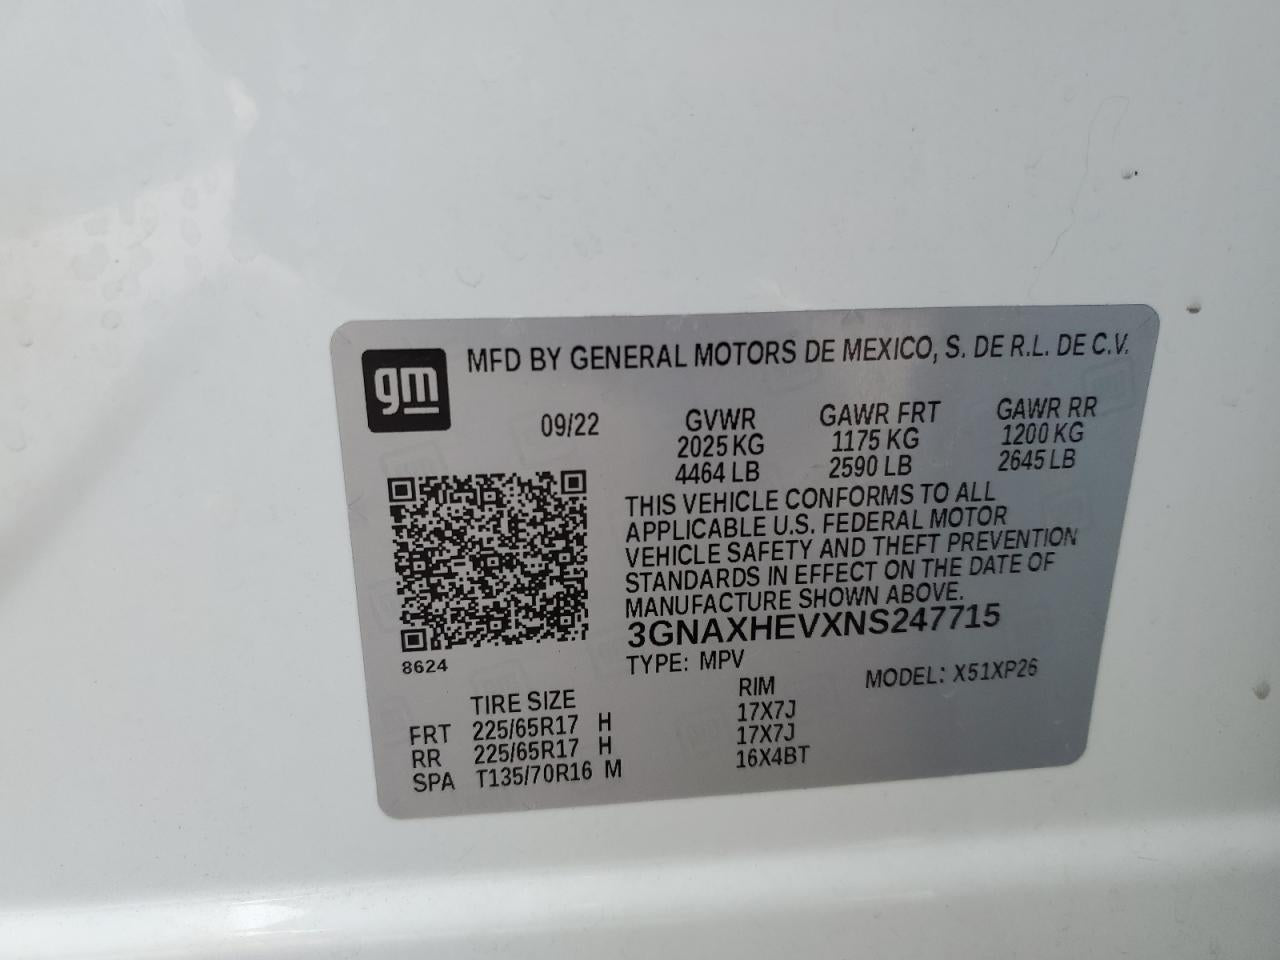 gm MFD BY GENERAL MOTORS DE MEXICO, S. DE R.L. DE C.V.
09/22 GVWR GAWR FRT GAWR RR
2025 KG 1175 KG 1200 KG
4464 LB 2590 LB 2645 LB
THIS VEHICLE CONFORMS TO ALL
APPLICABLE U.S. FEDERAL MOTOR
VEHICLE SAFETY AND THEFT PREVENTION
STANDARDS IN EFFECT ON THE DATE OF
MANUFACTURE SHOWN ABOVE.
3GNAXHEVXNS247715
8624 TYPE: MPV MODEL: X51XP26
TIRE SIZE RIM
FRT 225/65R17 H 17X7J
RR 225/65R17 H 17X7J
SPA T135/70R16 M 16X4BT